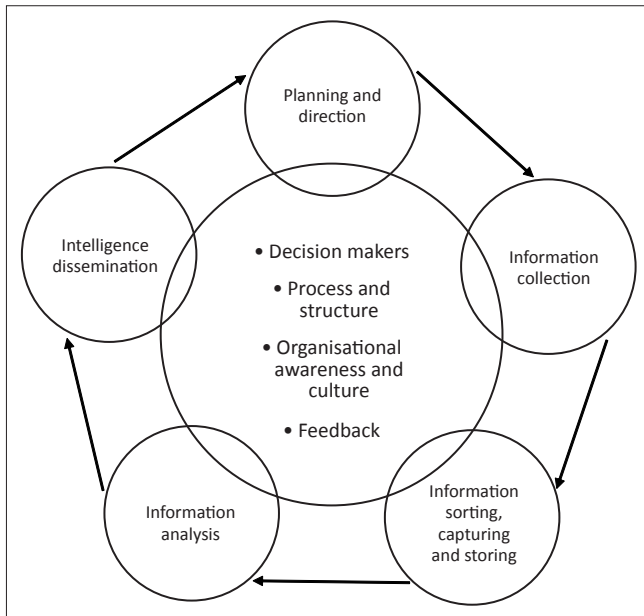 Planning and
direction
Intelligence
dissemination
Information
collection
• Decision makers
• Process and
structure
• Organisational
awareness and
culture
• Feedback
Information
analysis
Information
sorting,
capturing
and storing